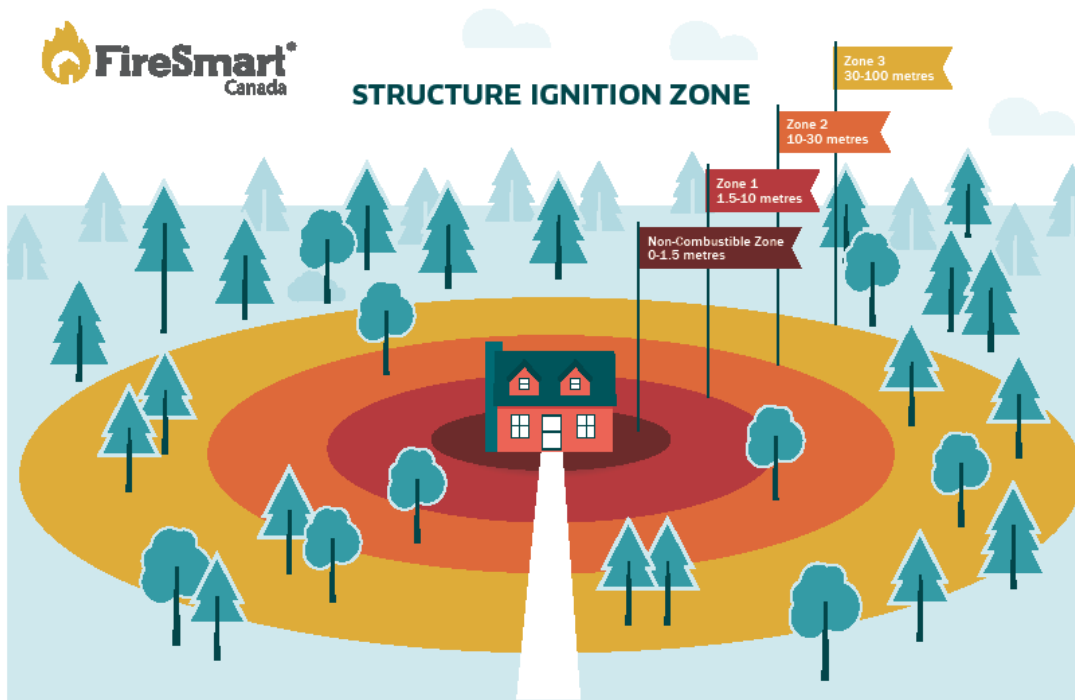 FireSmart®
Canada
STRUCTURE IGNITION ZONE
Zone 3
30-100 metres
Zone 2
10-30 metres
Zone 1
1.5-10 metres
Non-Combustible Zone
0-1.5 metres